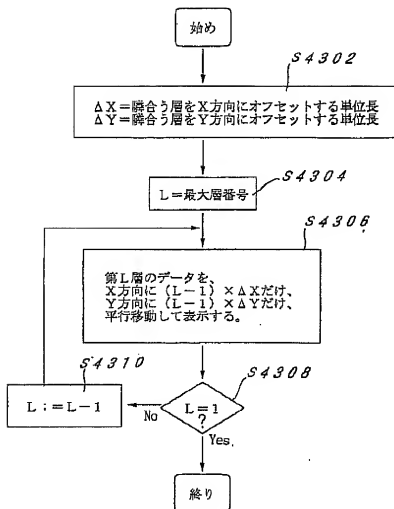 始め
S4302
ΔX=隣合う層をX方向にオフセットする単位長
ΔY=隣合う層をY方向にオフセットする単位長
S4304
L=最大層番号
S4306
第L層のデータを、
X方向に (L-1) × ΔXだけ、
Y方向に (L-1) × ΔYだけ、
平行移動して表示する。
S4310
L:=L-1
S4308
L=1
?
No
Yes.
終り